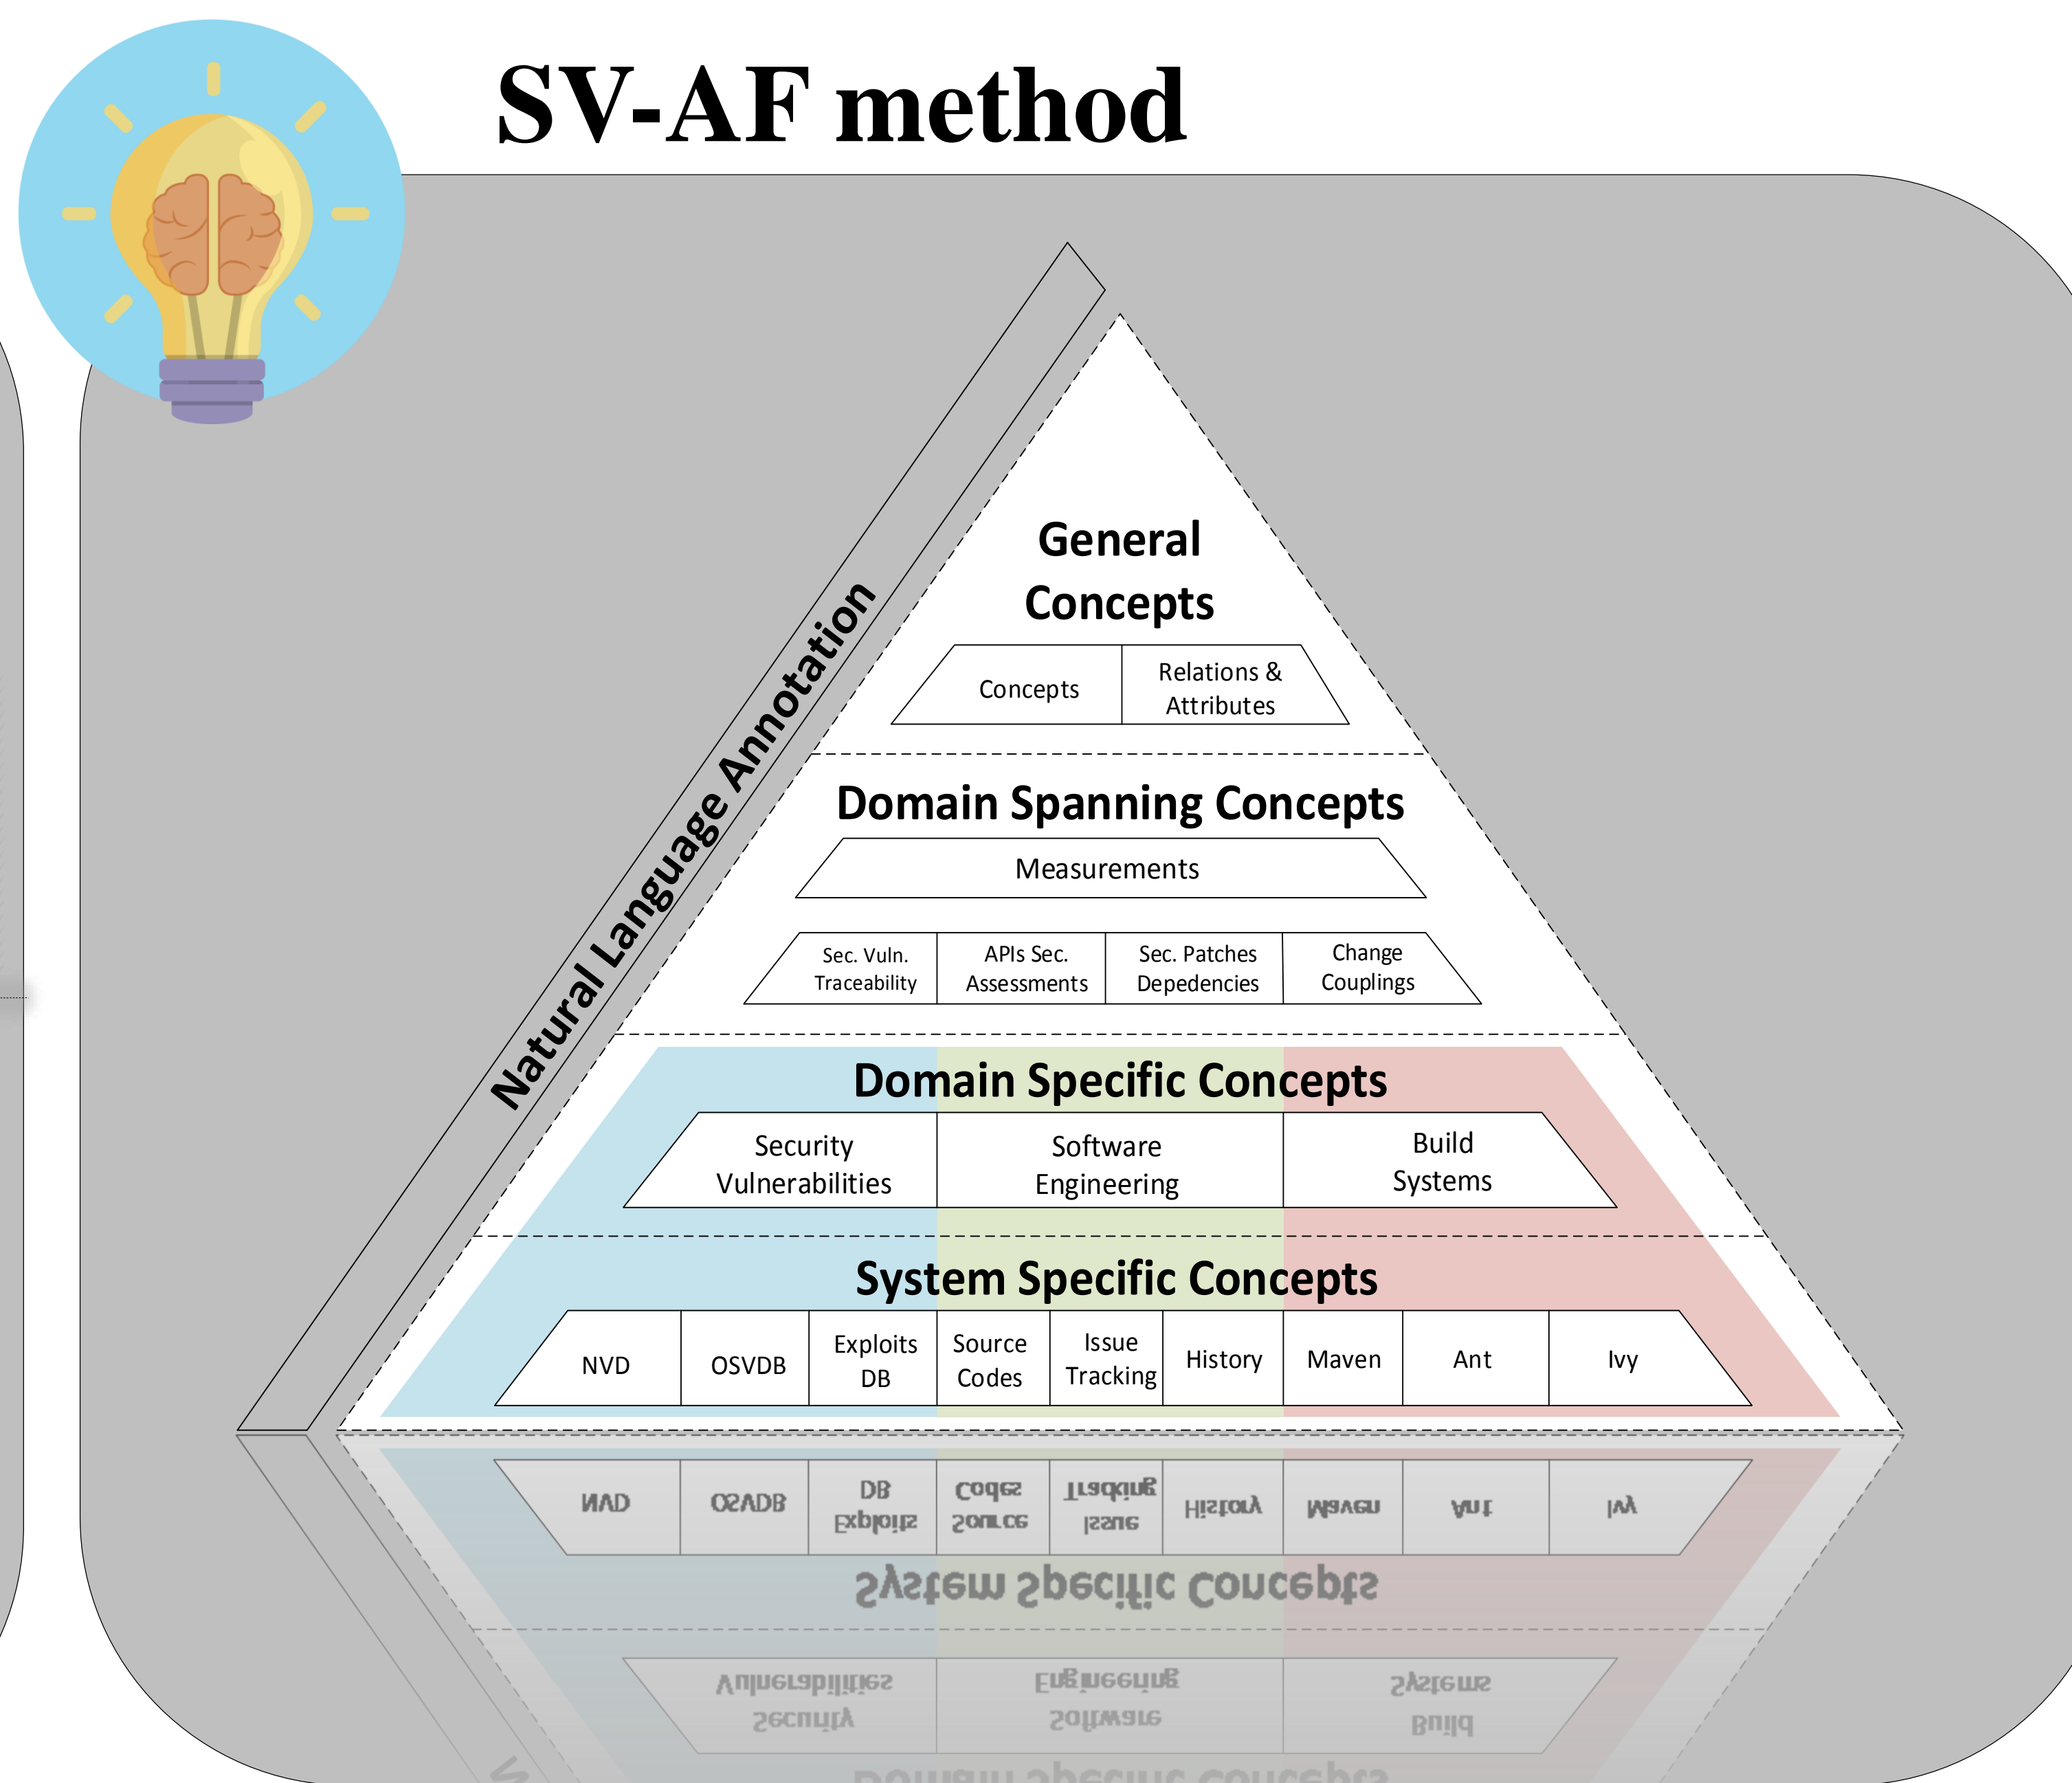 SV-AF method
Natural Language Annotation
General
Concepts
Concepts
Relations &
Attributes
Domain Spanning Concepts
Measurements
Sec. Vuln.
Traceability
APIs Sec.
Assessments
Sec. Patches
Depedencies
Change
Couplings
Domain Specific Concepts
Security
Vulnerabilities
Software
Engineering
Build
Systems
System Specific Concepts
NVD
OSVDB
Exploits
DB
Source
Codes
Issue
Tracking
History
Maven
Ant
Ivy